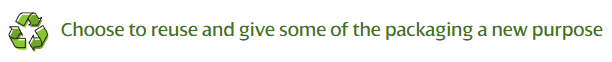 Choose to reuse and give some of the packaging a new purpose